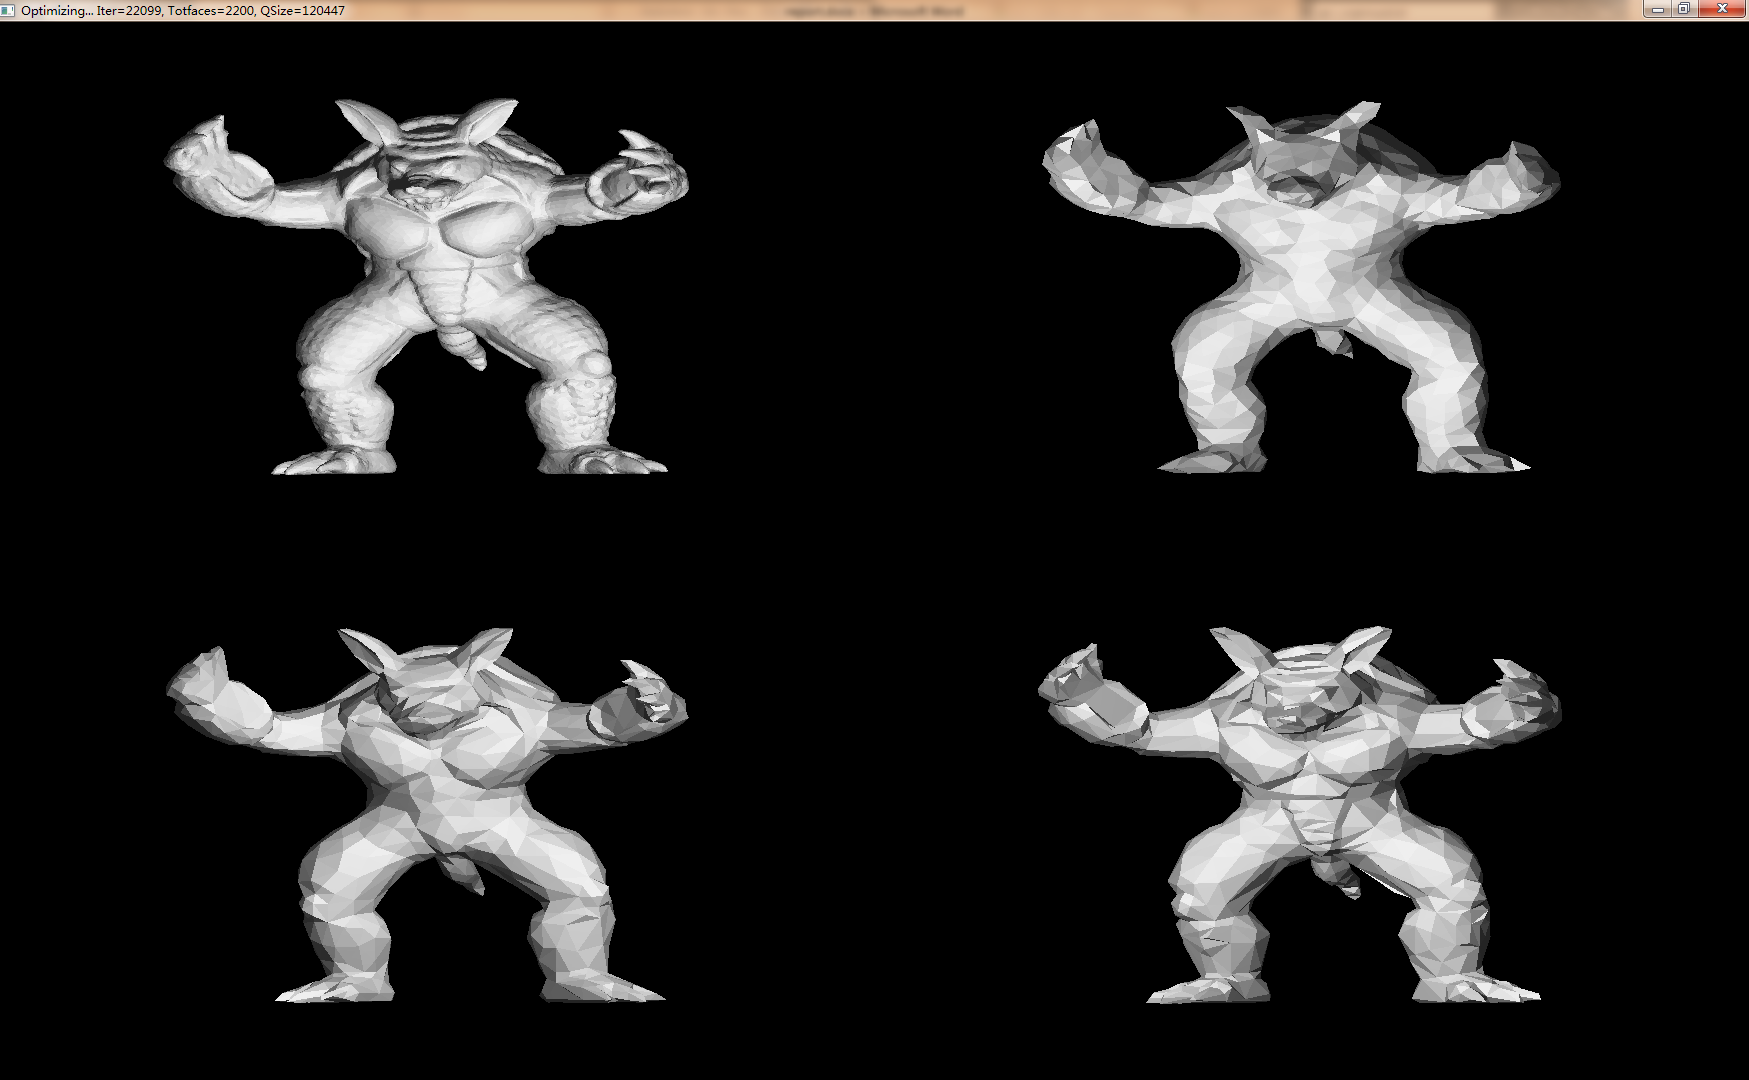 Optimizing... Iter=22099, Totfaces=2200, QSize=120447